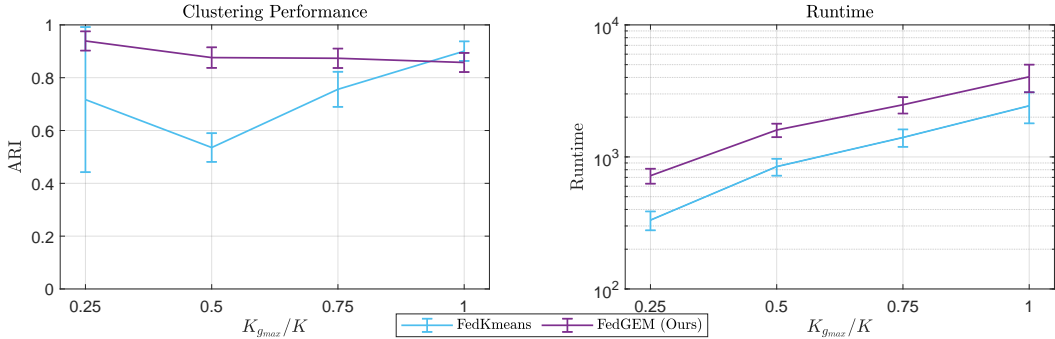 Clustering Performance
1
0.8
0.6
0.4
0.2
0
ARI
0.25
0.5
0.75
1
K_{g_{max}}/K
Runtime
10^4
10^3
10^2
Runtime
0.25
0.5
0.75
1
K_{g_{max}}/K
FedKmeans
FedGEM (Ours)